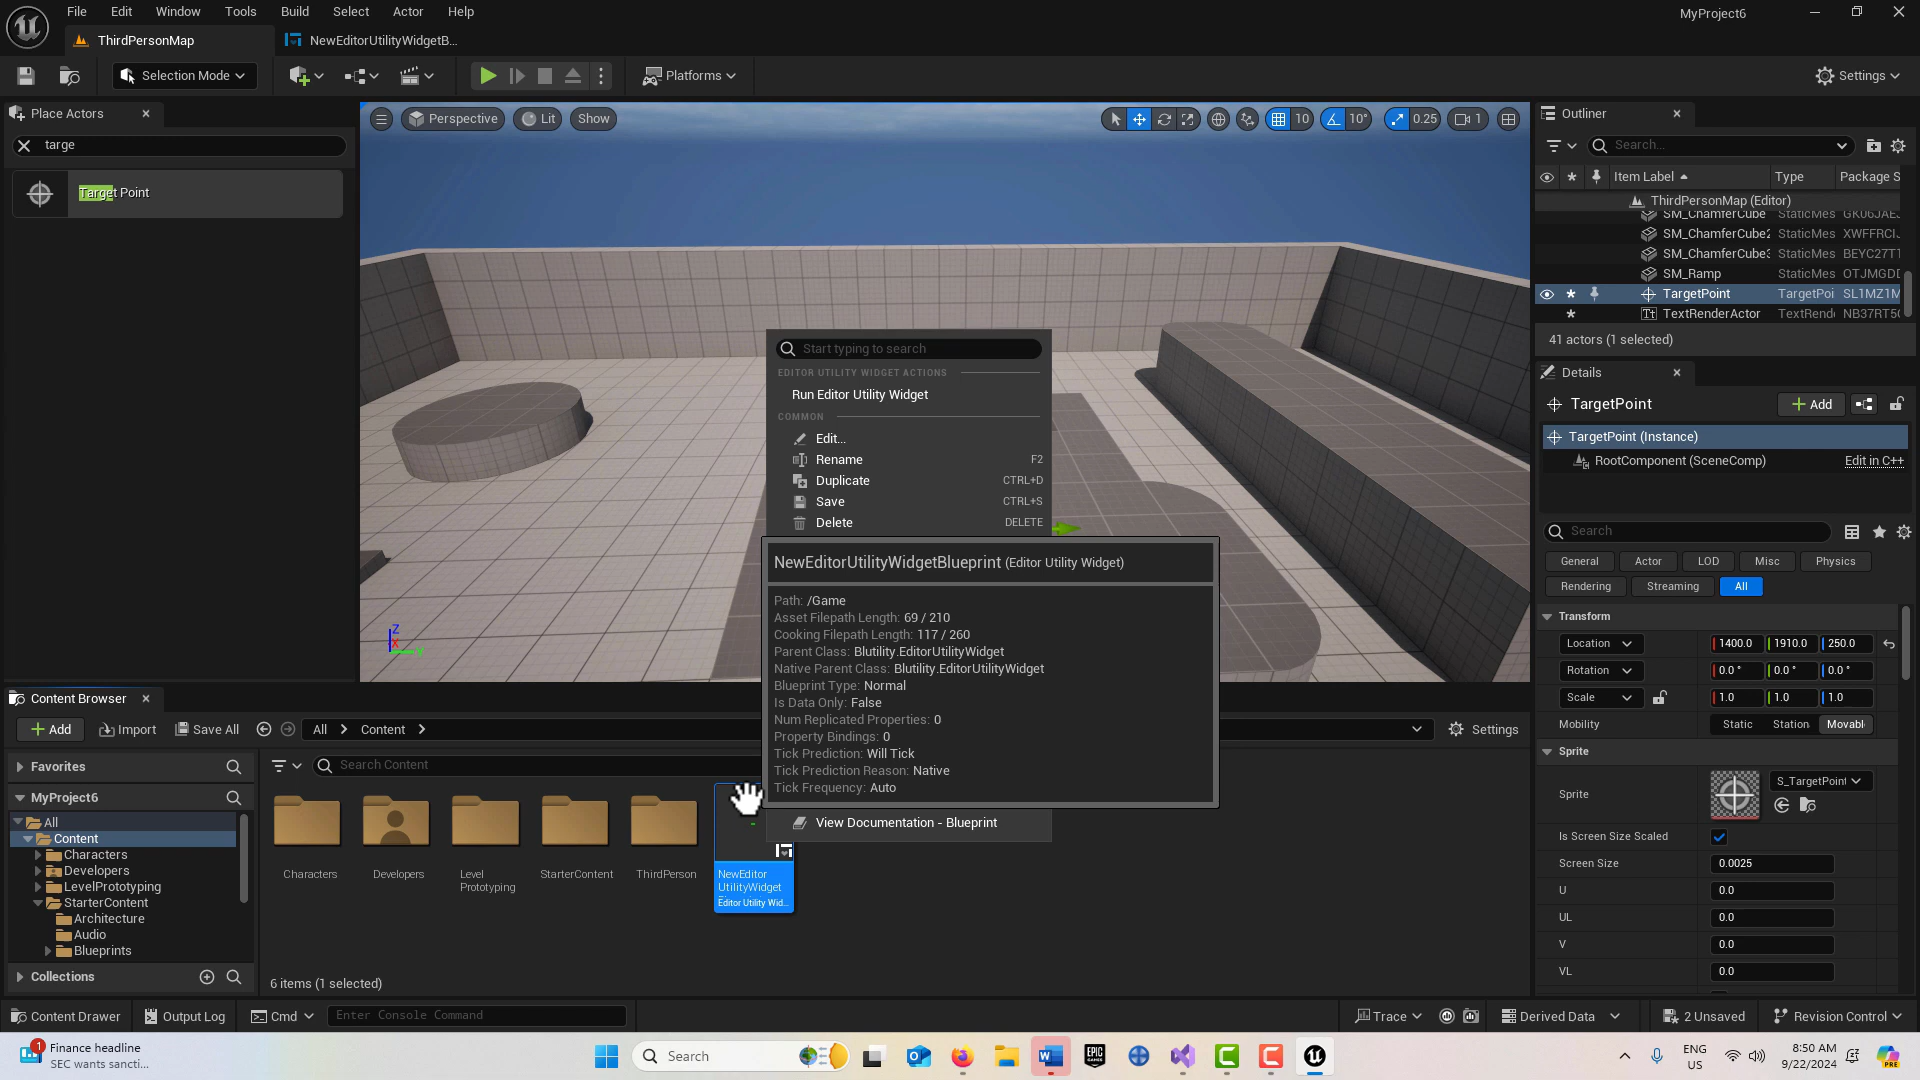 File Edit Window Tools Build Select Actor Help
MyProject6
ThirdPersonMap
NewEditorUtilityWidgetB...
Selection Mode
Platforms
Settings
Place Actors
targe
Target Point
Perspective
Lit
Show
10
10°
0.25
1
Outliner
Search...
Item Label
Type
Package S
ThirdPersonMap (Editor)
SM_ChamferCube StaticMes GK06JAEJ
SM_ChamferCube2 StaticMes XWFFRCIJ
SM_ChamferCube3 StaticMes BEYC27T1
SM_Ramp StaticMes OTJMGDD
TargetPoint TargetPoi SL1MZ1M
TextRenderActor TextRende NB37RT5
41 actors (1 selected)
Details
TargetPoint
Add
TargetPoint (Instance)
RootComponent (SceneComp)
Edit in C++
Search
General Actor LOD Misc Physics
Rendering Streaming All
Transform
Location 1400.0 1910.0 250.0
Rotation 0.0 ° 0.0 ° 0.0 °
Scale 1.0 1.0 1.0
Mobility Static Station Movabl
Sprite
Sprite S_TargetPoint
Is Screen Size Scaled
Screen Size 0.0025
U 0.0
UL 0.0
V 0.0
VL 0.0
Start typing to search
EDITOR UTILITY WIDGET ACTIONS
Run Editor Utility Widget
COMMON
Edit...
Rename F2
Duplicate CTRL+D
Save CTRL+S
Delete DELETE
NewEditorUtilityWidgetBlueprint (Editor Utility Widget)
Path: /Game
Asset Filepath Length: 69 / 210
Cooking Filepath Length: 117 / 260
Parent Class: Blutility.EditorUtilityWidget
Native Parent Class: Blutility.EditorUtilityWidget
Blueprint Type: Normal
Is Data Only: False
Num Replicated Properties: 0
Property Bindings: 0
Tick Prediction: Will Tick
Tick Prediction Reason: Native
Tick Frequency: Auto
View Documentation - Blueprint
Z
X
Y
Content Browser
Add
Import
Save All
All
Content
Settings
Favorites
MyProject6
All
Content
Characters
Developers
LevelPrototyping
StarterContent
Architecture
Audio
Blueprints
Collections
Search Content
Characters
Developers
Level
Prototyping
StarterContent
ThirdPerson
NewEditor
UtilityWidget
Editor Utility Wid...
6 items (1 selected)
Content Drawer
Output Log
Cmd
Enter Console Command
Trace
Derived Data
2 Unsaved
Revision Control
1
Finance headline
SEC wants sancti...
Search
ENG
US
8:50 AM
9/22/2024